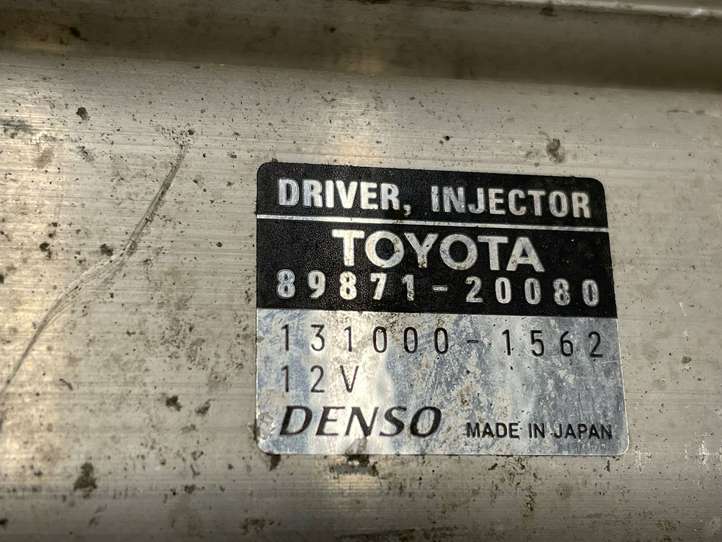 DRIVER, INJECTOR
TOYOTA
89871-20080
131000-1562
12V
DENSO MADE IN JAPAN